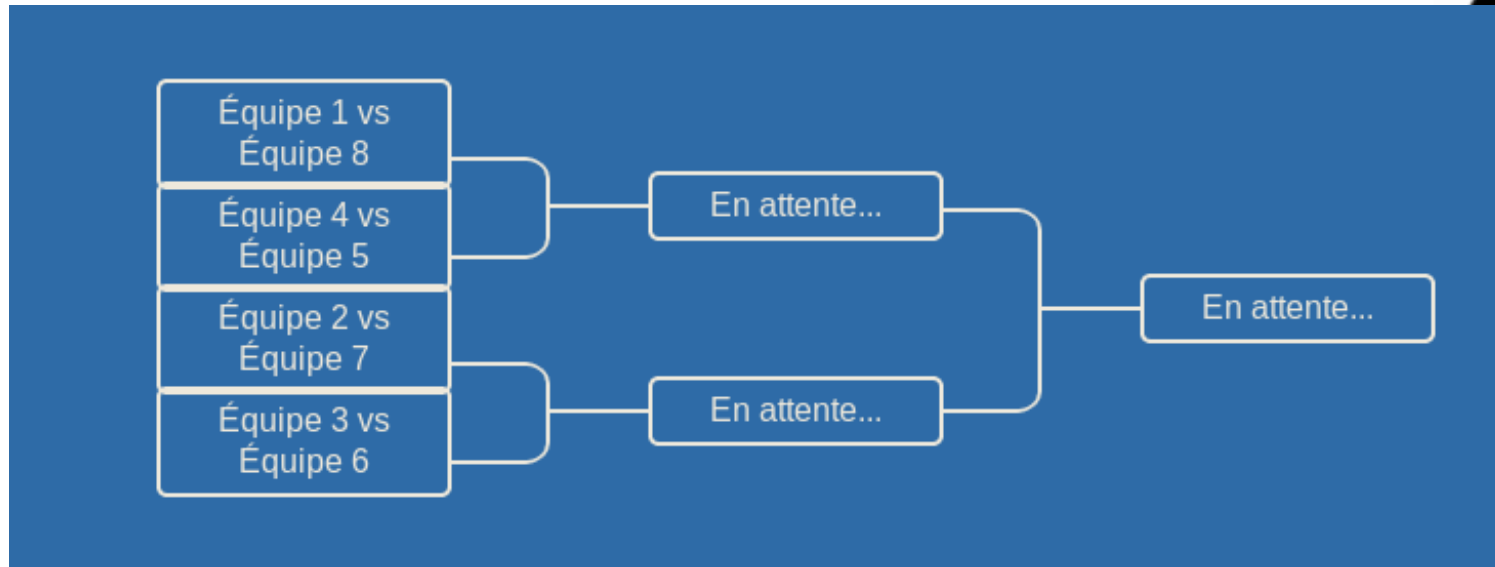 Équipe 1 vs
Équipe 8
Équipe 4 vs
Équipe 5
Équipe 2 vs
Équipe 7
Équipe 3 vs
Équipe 6
En attente...
En attente...
En attente...